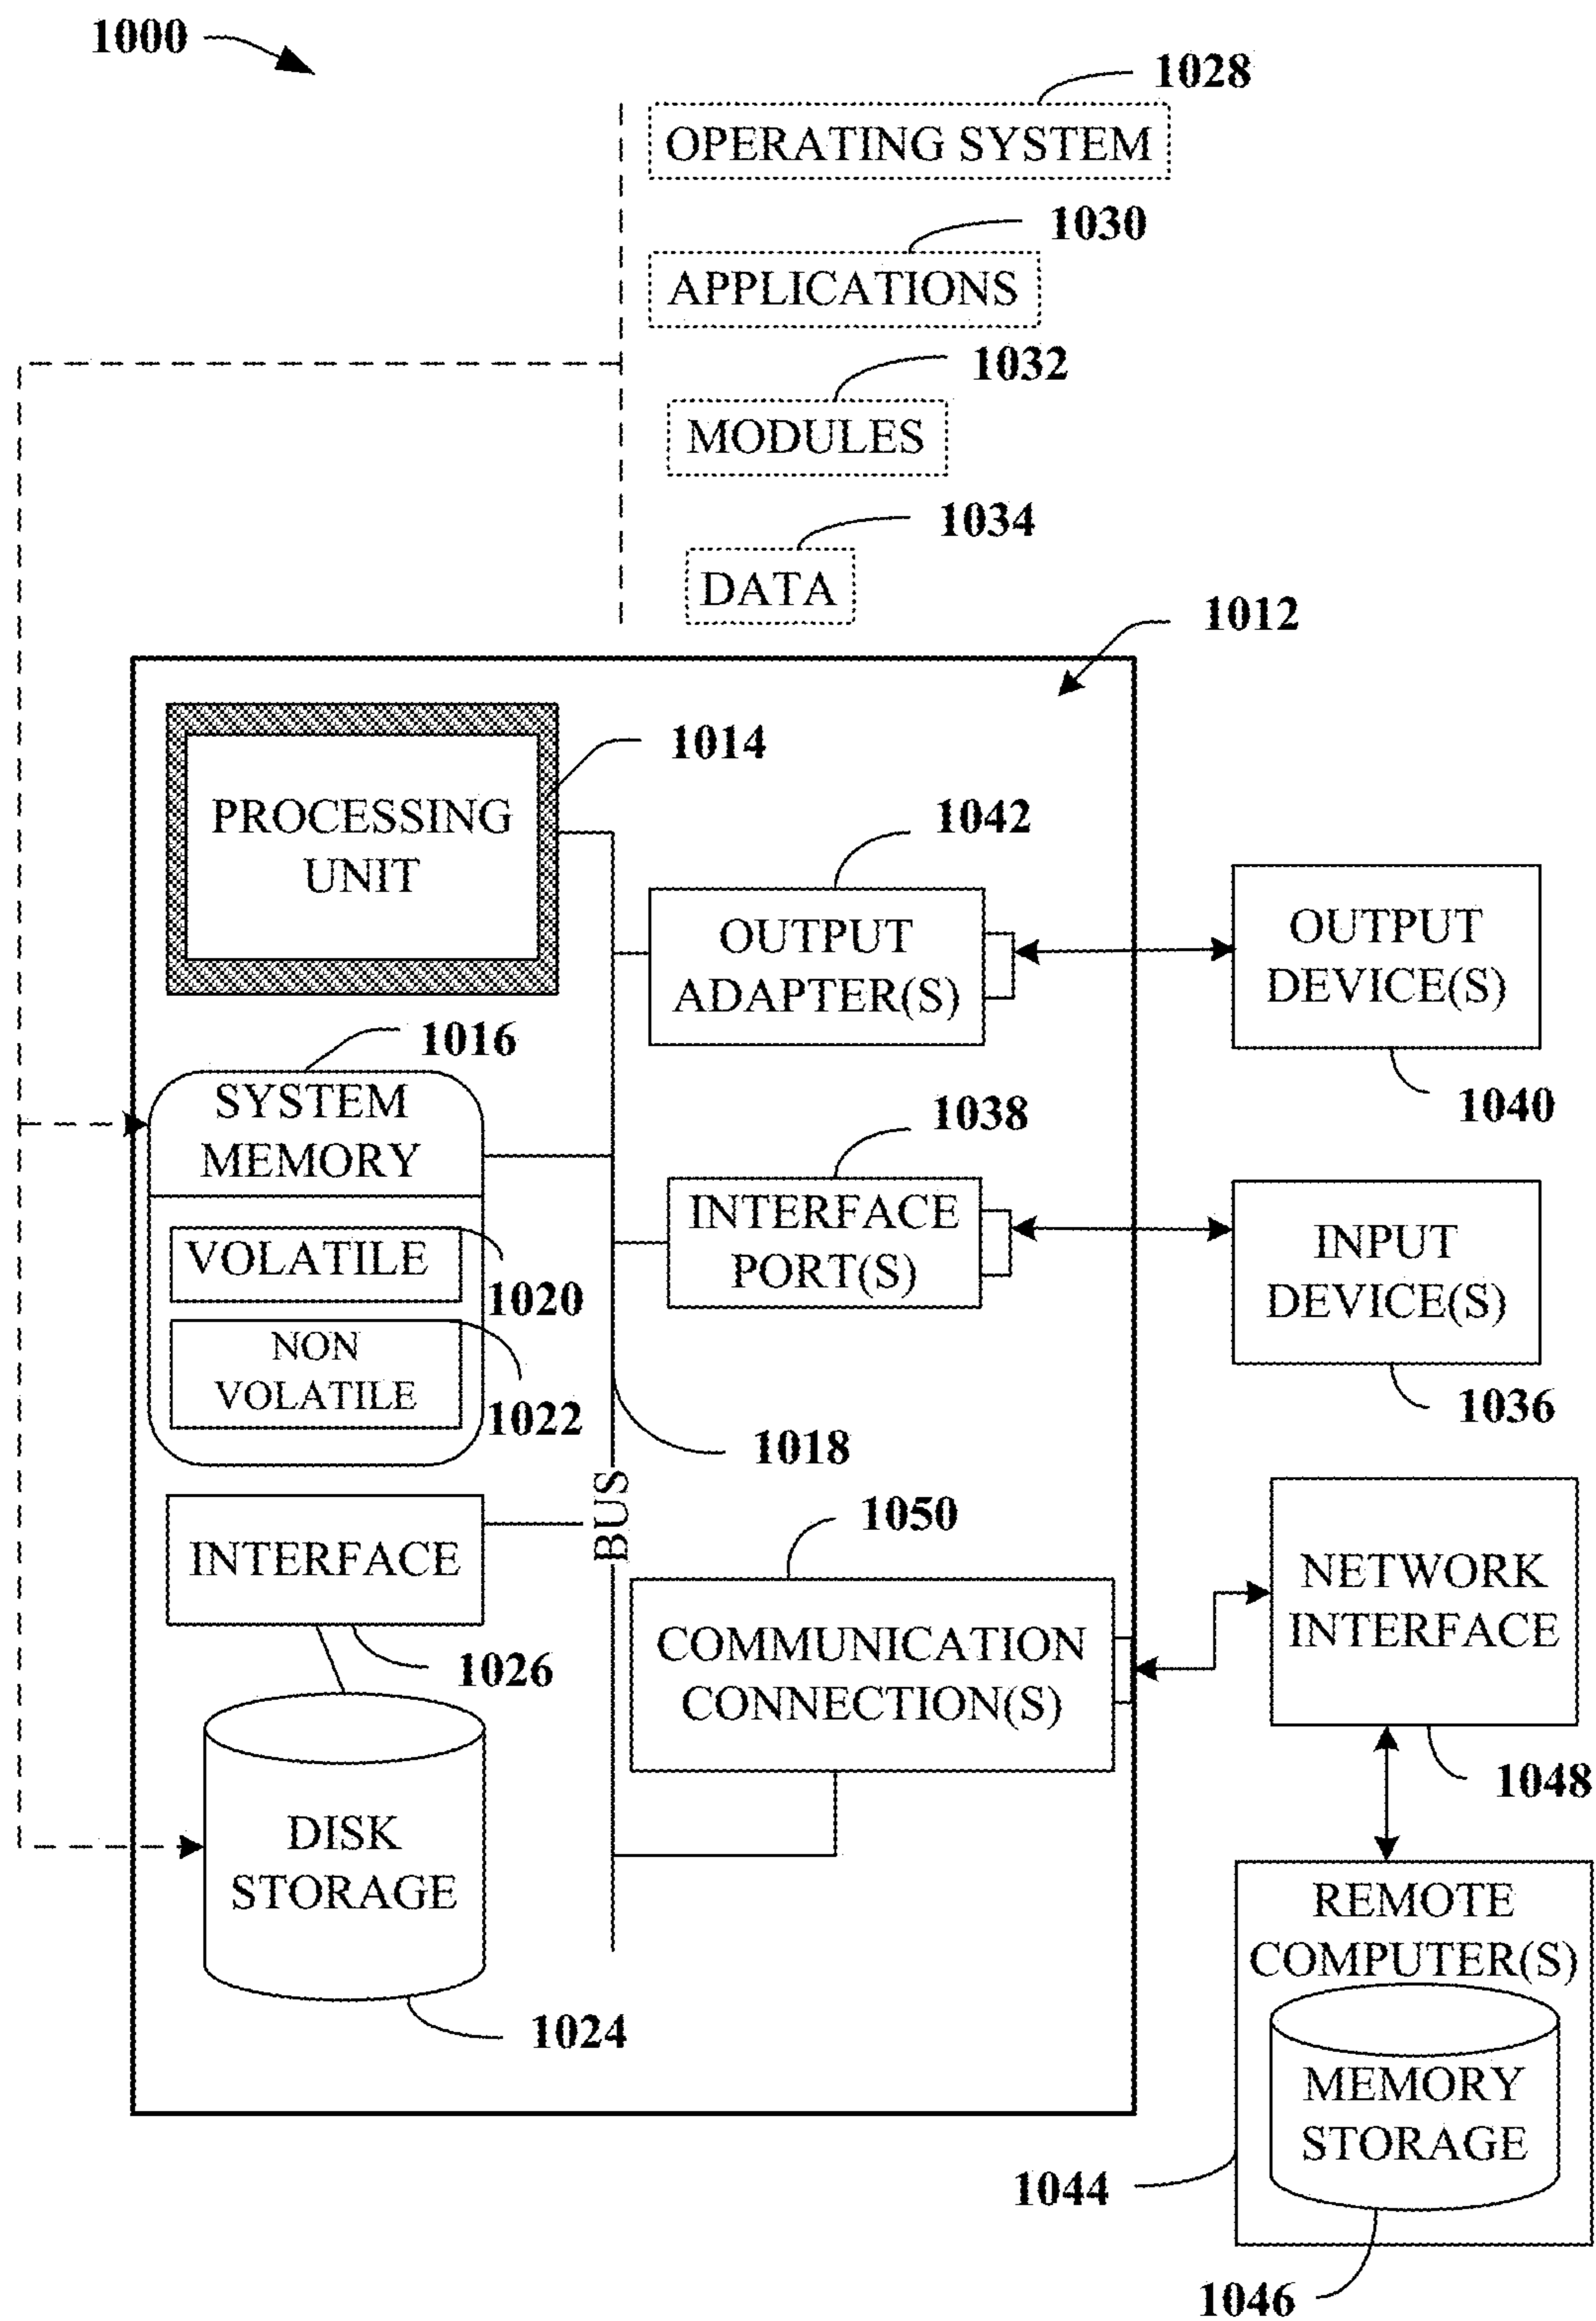 1000
1028
OPERATING SYSTEM
1030
APPLICATIONS
1032
MODULES
1034
DATA
1012
1014
PROCESSING
UNIT
1042
OUTPUT
ADAPTER(S)
OUTPUT
DEVICE(S)
1040
1016
SYSTEM
MEMORY
VOLATILE
1020
NON
VOLATILE
1022
1038
INTERFACE
PORT(S)
INPUT
DEVICE(S)
1036
1018
BUS
INTERFACE
1026
1050
COMMUNICATION
CONNECTION(S)
NETWORK
INTERFACE
1048
DISK
STORAGE
1024
REMOTE
COMPUTER(S)
MEMORY
STORAGE
1044
1046